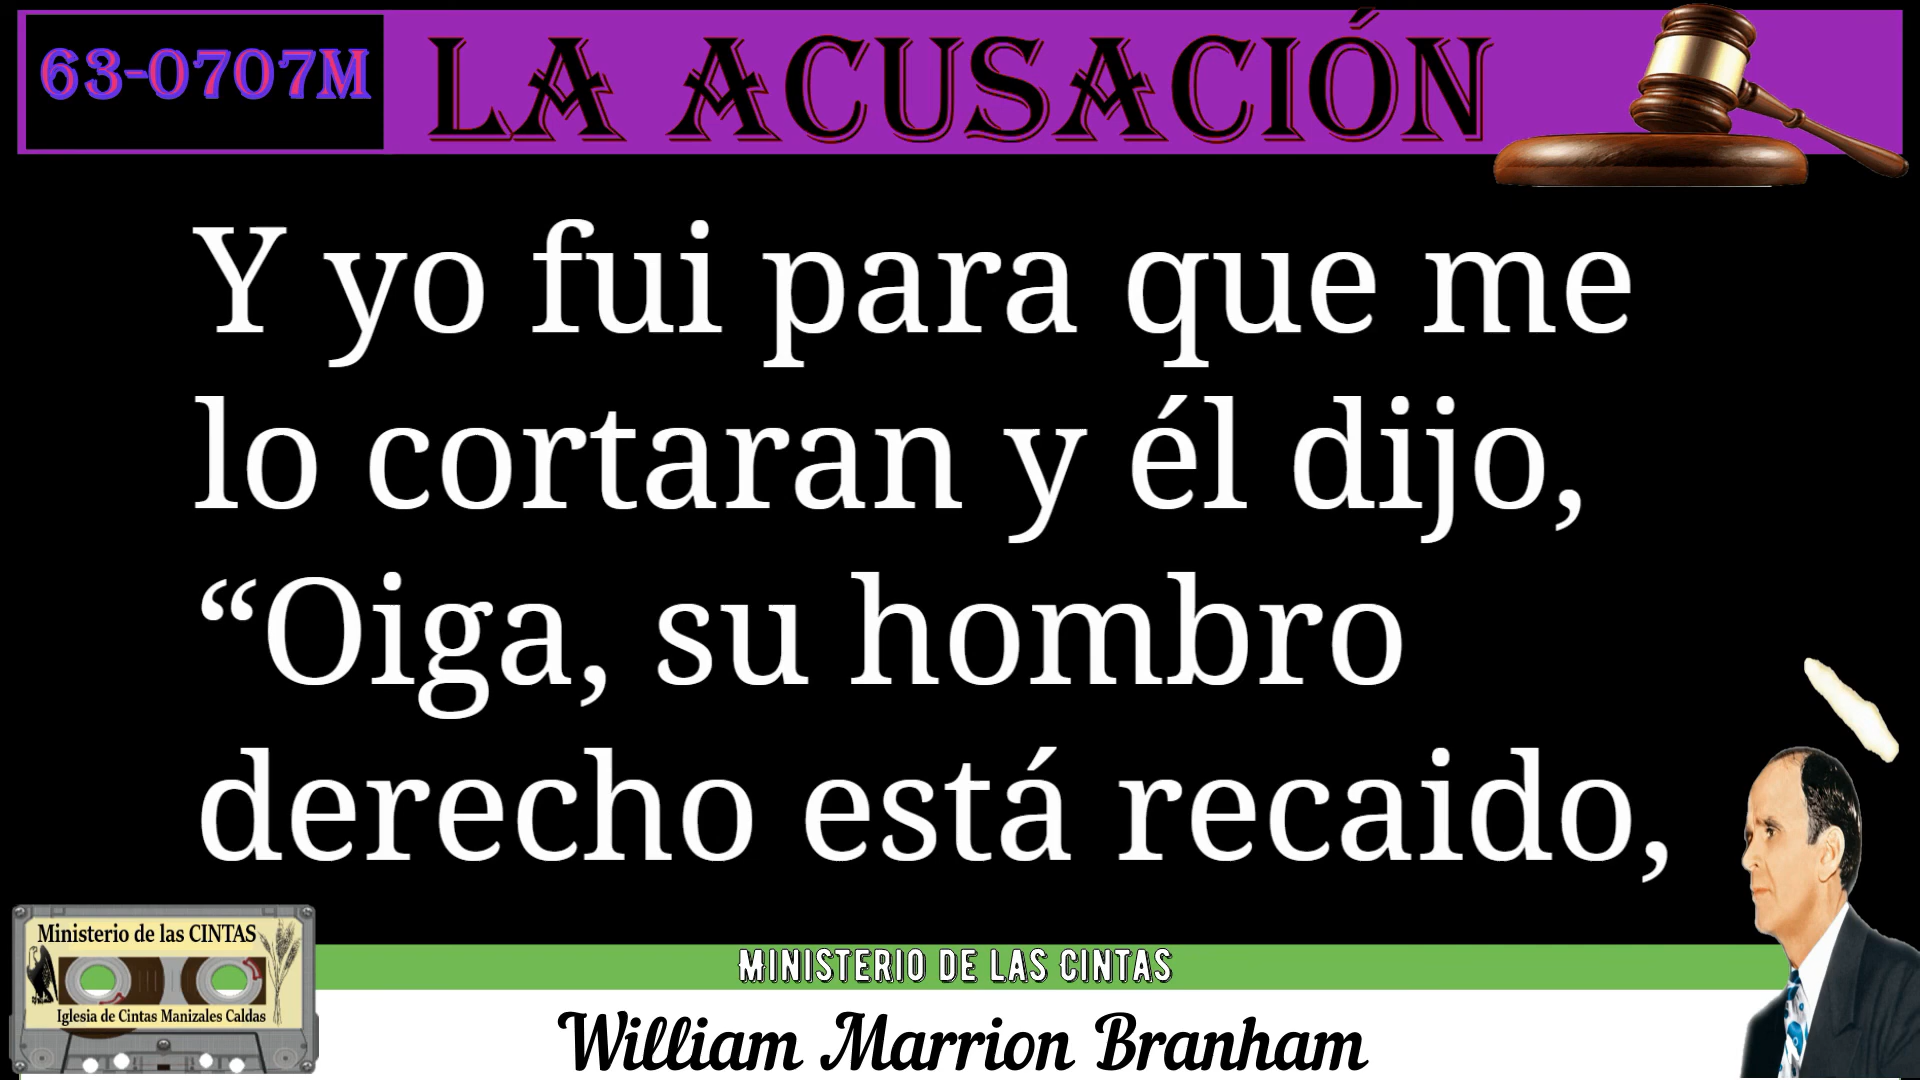 63-0707M
LA ACUSACIÓN
Y yo fui para que me
lo cortaran y él dijo,
“Oiga, su hombro
derecho está recaido,
Ministerio de las CINTAS
Iglesia de Cintas Manizales Caldas
MINISTERIO DE LAS CINTAS
William Marrion Branham